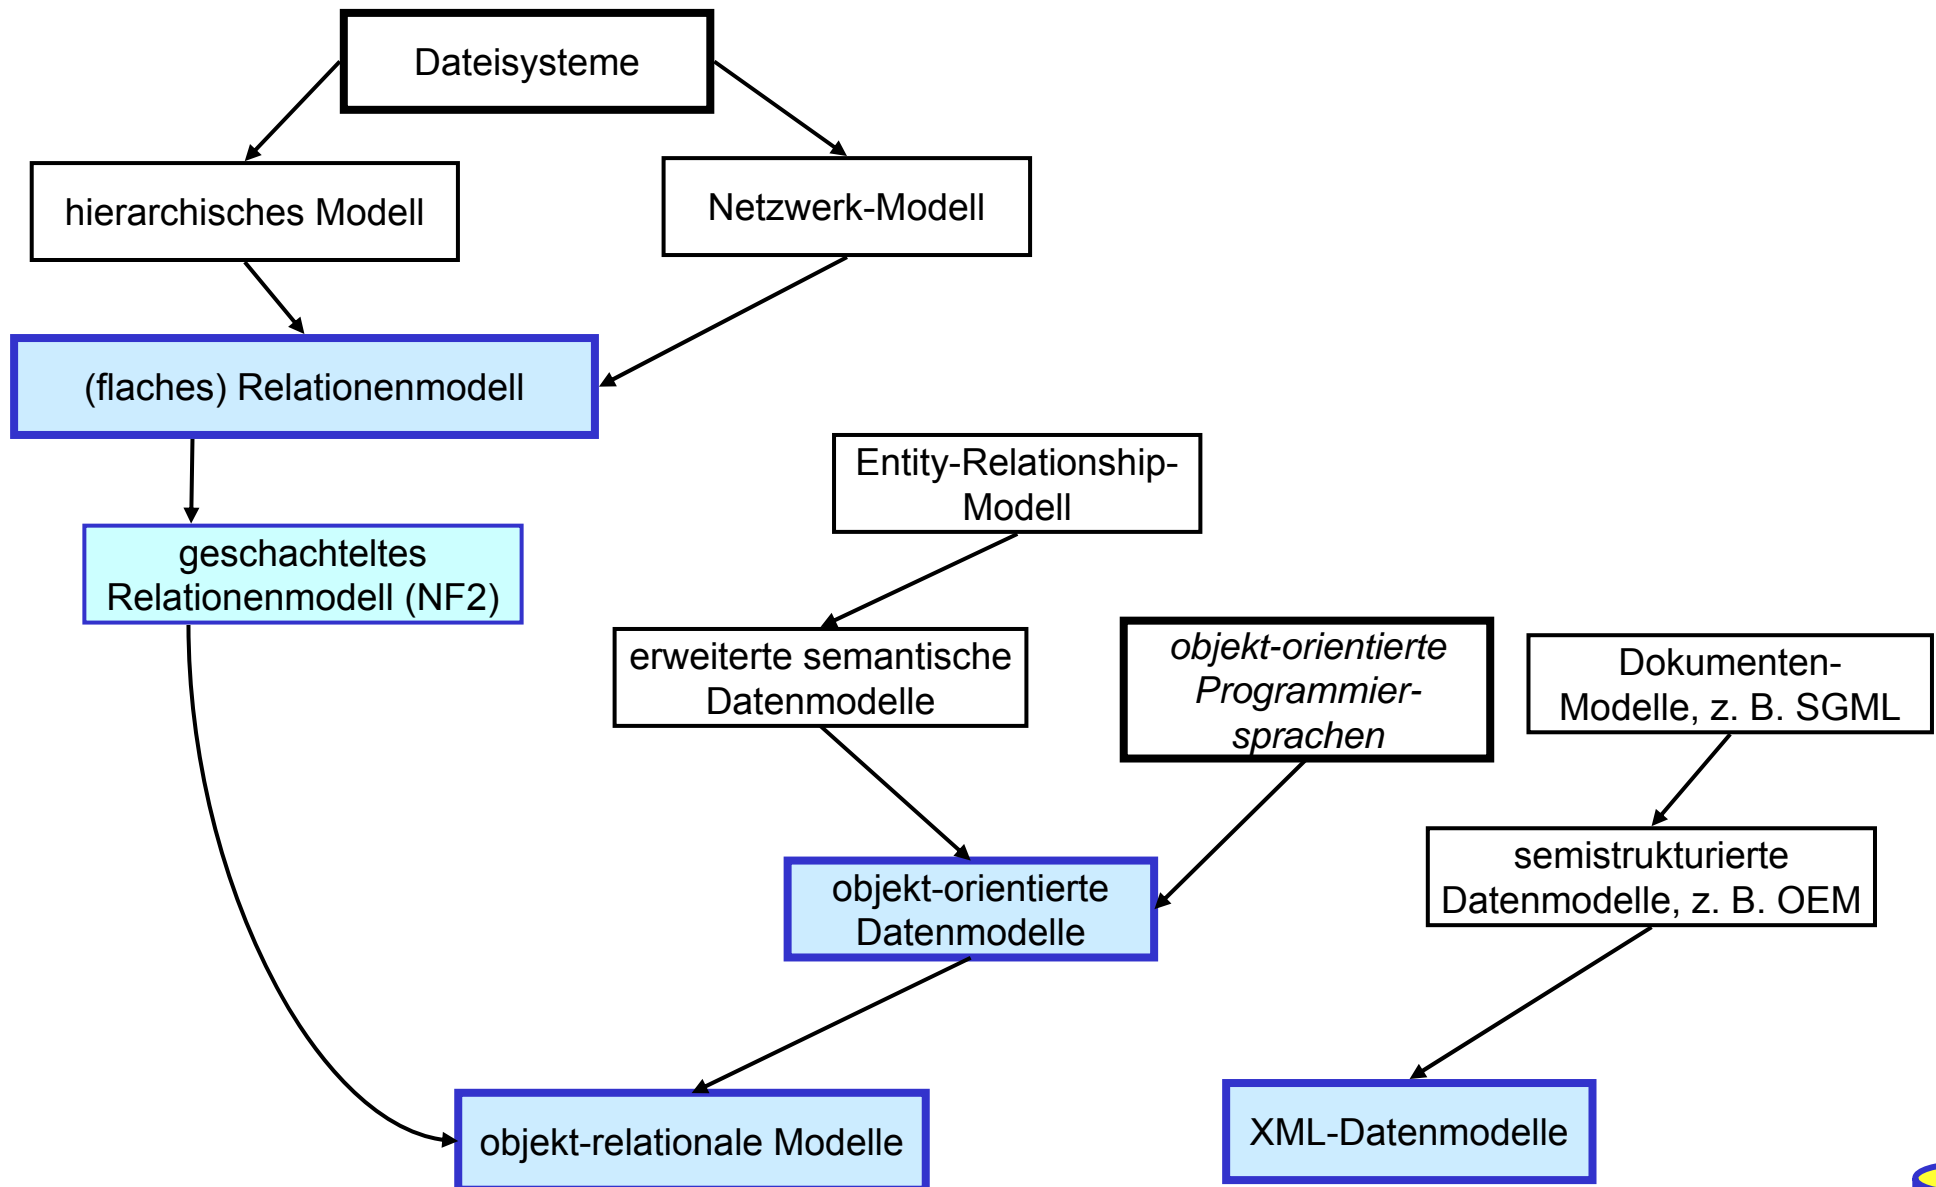 Dateisysteme
hierarchisches Modell
Netzwerk-Modell
(flaches) Relationenmodell
Entity-Relationship-
Modell
geschachteltes
Relationenmodell (NF2)
erweiterte semantische
Datenmodelle
objekt-orientierte
Programmier-
sprachen
Dokumenten-
Modelle, z. B. SGML
semistrukturierte
Datenmodelle, z. B. OEM
objekt-orientierte
Datenmodelle
objekt-relationale Modelle
XML-Datenmodelle